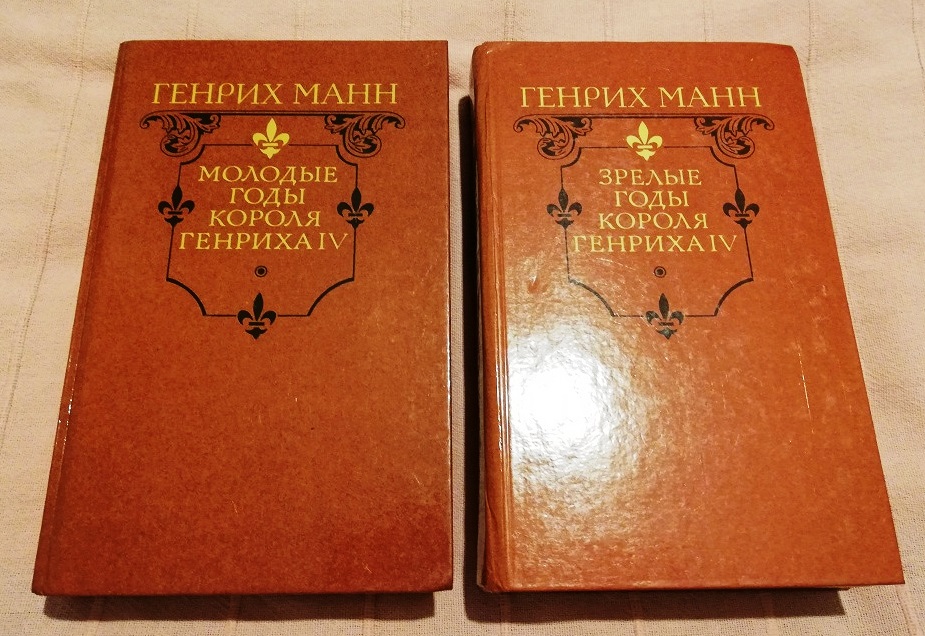 ГЕНРИХ МАНН
МОЛОДЫЕ
ГОДЫ
КОРОЛЯ
ГЕНРИХА IV
ГЕНРИХ МАНН
ЗРЕЛЫЕ
ГОДЫ
КОРОЛЯ
ГЕНРИХА IV